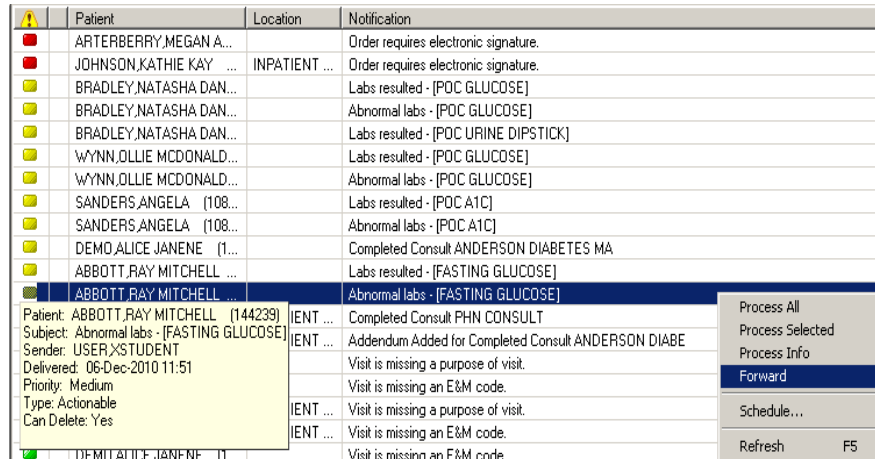 Patient Location Notification
ARTERBERRY,MEGAN A... Order requires electronic signature.
JOHNSON,KATHIE KAY ... INPATIENT ... Order requires electronic signature.
BRADLEY,NATASHA DAN... Labs resulted - [POC GLUCOSE]
BRADLEY,NATASHA DAN... Abnormal labs - [POC GLUCOSE]
BRADLEY,NATASHA DAN... Labs resulted - [POC URINE DIPSTICK]
WYNN,OLLIE MCDONALD... Labs resulted - [POC GLUCOSE]
WYNN,OLLIE MCDONALD... Abnormal labs - [POC GLUCOSE]
SANDERS,ANGELA (108... Labs resulted - [POC A1C]
SANDERS,ANGELA (108... Abnormal labs - [POC A1C]
DEMO,ALICE JANENE (1... Completed Consult ANDERSON DIABETES MA
ABBOTT,RAY MITCHELL ... Labs resulted - [FASTING GLUCOSE]
ABBOTT,RAY MITCHELL ... Abnormal labs - [FASTING GLUCOSE]
IENT ... Completed Consult PHN CONSULT
IENT ... Addendum Added for Completed Consult ANDERSON DIABE
Visit is missing a purpose of visit.
Visit is missing an E&M code.
IENT ... Visit is missing a purpose of visit.
IENT ... Visit is missing an E&M code.
DEMO,ALICE JANENE (1... Visit is missing an E&M code.
Patient: ABBOTT,RAY MITCHELL (144239)
Subject: Abnormal labs - [FASTING GLUCOSE]
Sender: USER,XSTUDENT
Delivered: 06-Dec-2010 11:51
Priority: Medium
Type: Actionable
Can Delete: Yes
Process All
Process Selected
Process Info
Forward
Schedule...
Refresh F5